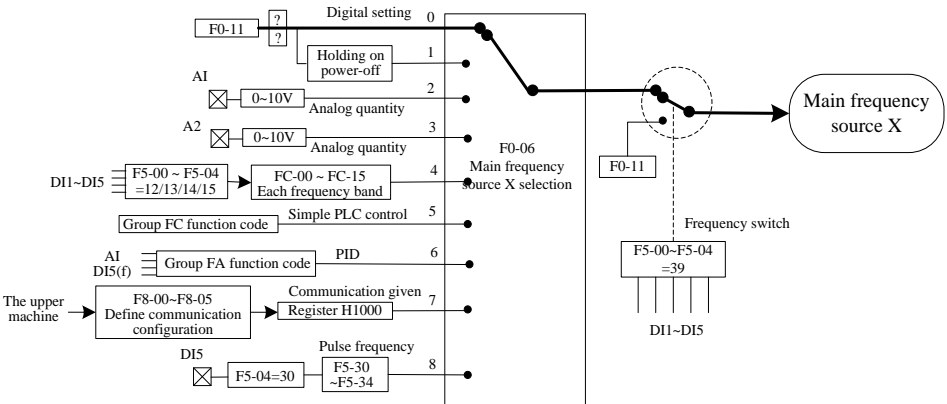 Digital setting 0
F0-11
?
?
Holding on
power-off
1
AI
0~10V
Analog quantity
2
A2
0~10V
Analog quantity
3
DI1~DI5
F5-00 ~ F5-04
=12/13/14/15
FC-00 ~ FC-15
Each frequency band
4
Group FC function code
Simple PLC control
5
AI
DI5(f)
Group FA function code
PID
6
The upper
machine
F8-00~F8-05
Define communication
configuration
Communication given
Register H1000
7
DI5
F5-04=30
Pulse frequency
F5-30
~F5-34
8
F0-06
Main frequency
source X selection
F0-11
Frequency switch
F5-00~F5-04
=39
DI1~DI5
Main frequency
source X